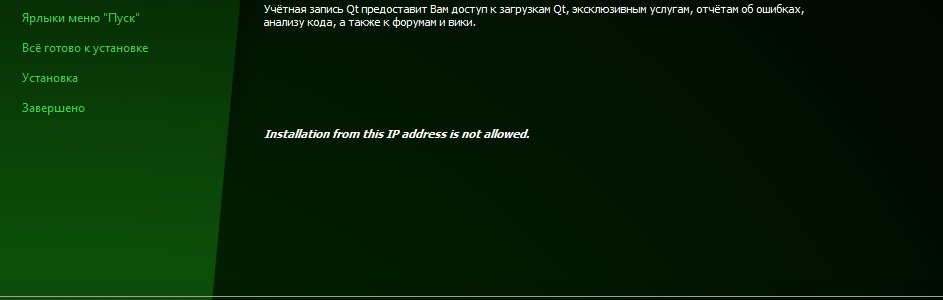 Ярлыки меню "Пуск"
Всё готово к установке
Установка
Завершено
Учётная запись Qt предоставит Вам доступ к загрузкам Qt, эксклюзивным услугам, отчётам об ошибках,
анализу кода, а также к форумам и вики.
Installation from this IP address is not allowed.